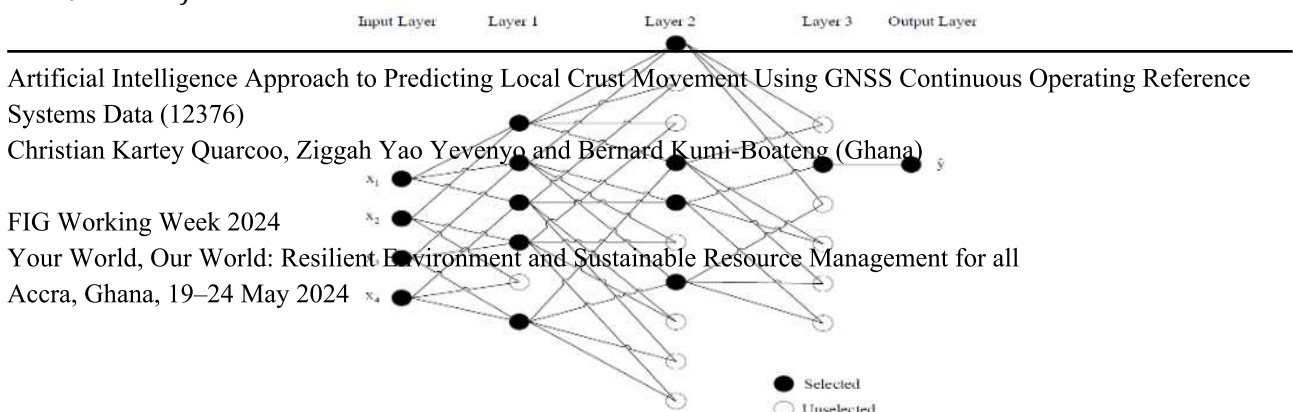 Input Layer Layer 1 Layer 2 Layer 3 Output Layer
Artificial Intelligence Approach to Predicting Local Crust Movement Using GNSS Continuous Operating Reference
Systems Data (12376)
Christian Kartey Quarcoo, Ziggah Yao Yevenyo and Bernard Kumi-Boateng (Ghana)
x₁ ŷ
x₂
FIG Working Week 2024
Your World, Our World: Resilient Environment and Sustainable Resource Management for all
Accra, Ghana, 19–24 May 2024
x₄
Selected
Unselected